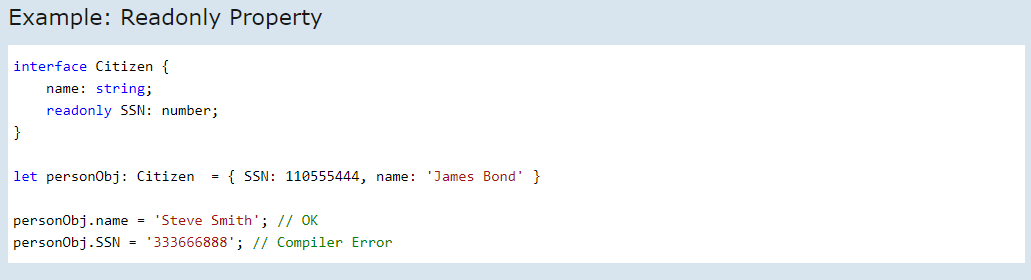 Example: Readonly Property
interface Citizen {
    name: string;
    readonly SSN: number;
}
let personObj: Citizen  = { SSN: 110555444, name: 'James Bond' }
personObj.name = 'Steve Smith'; // OK
personObj.SSN = '333666888'; // Compiler Error